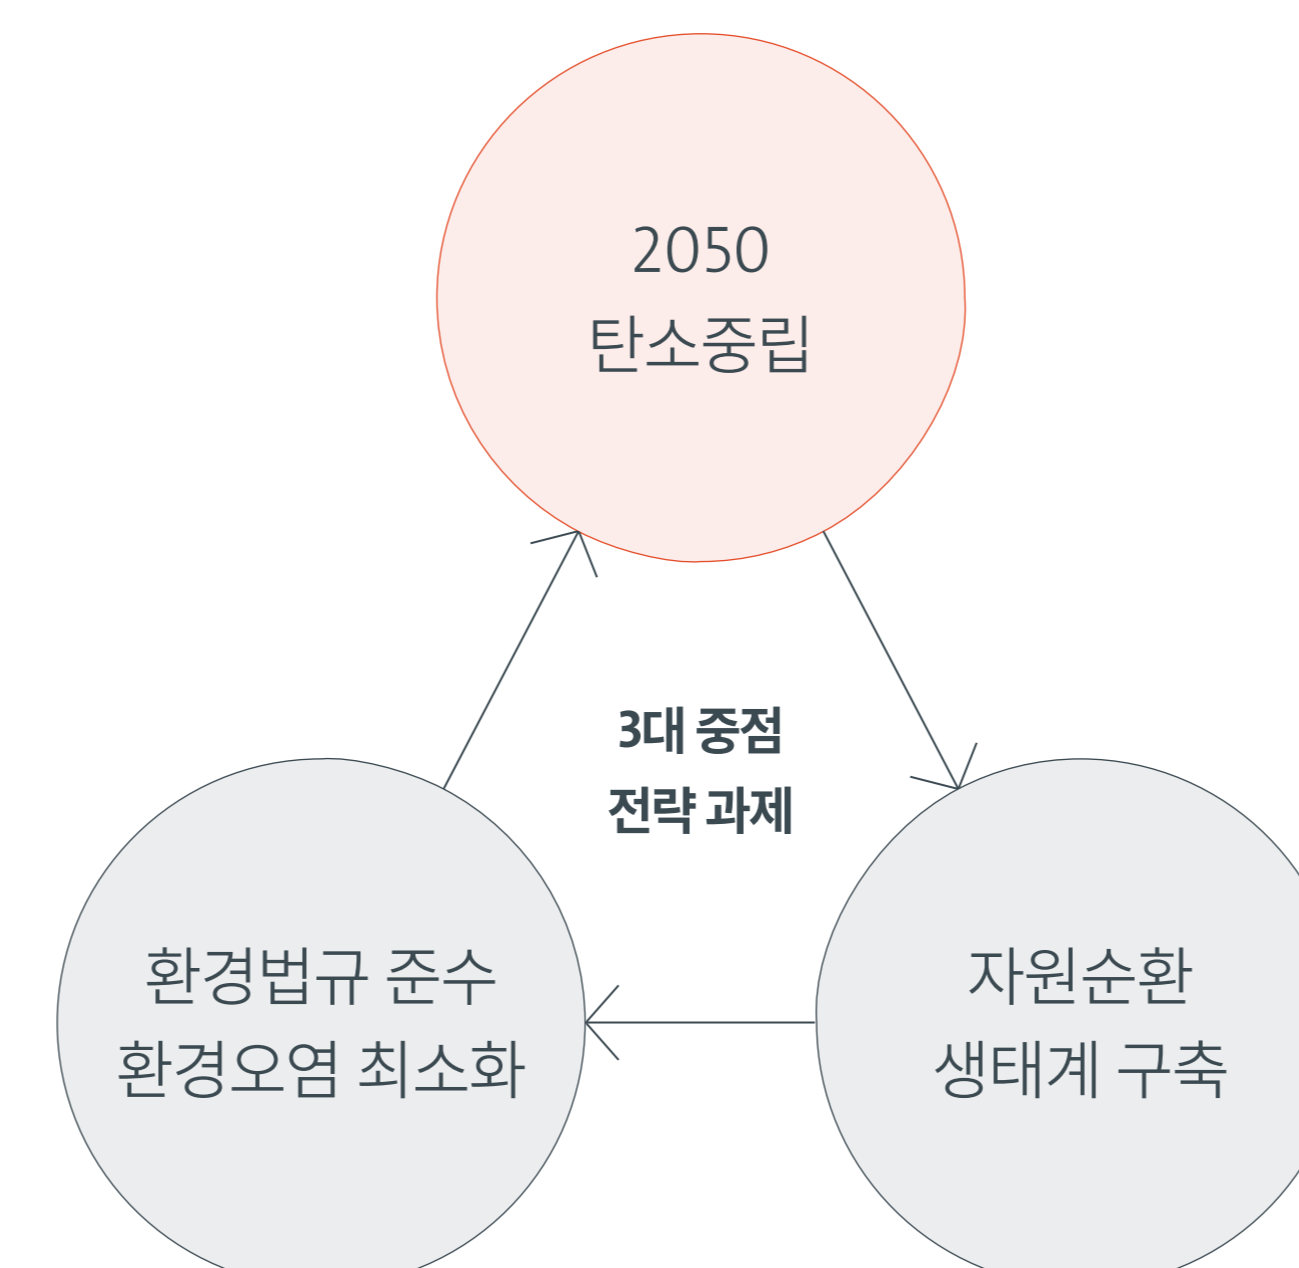 2050
탄소중립
3대 중점
전략 과제
환경법규 준수
환경오염 최소화
자원순환
생태계 구축